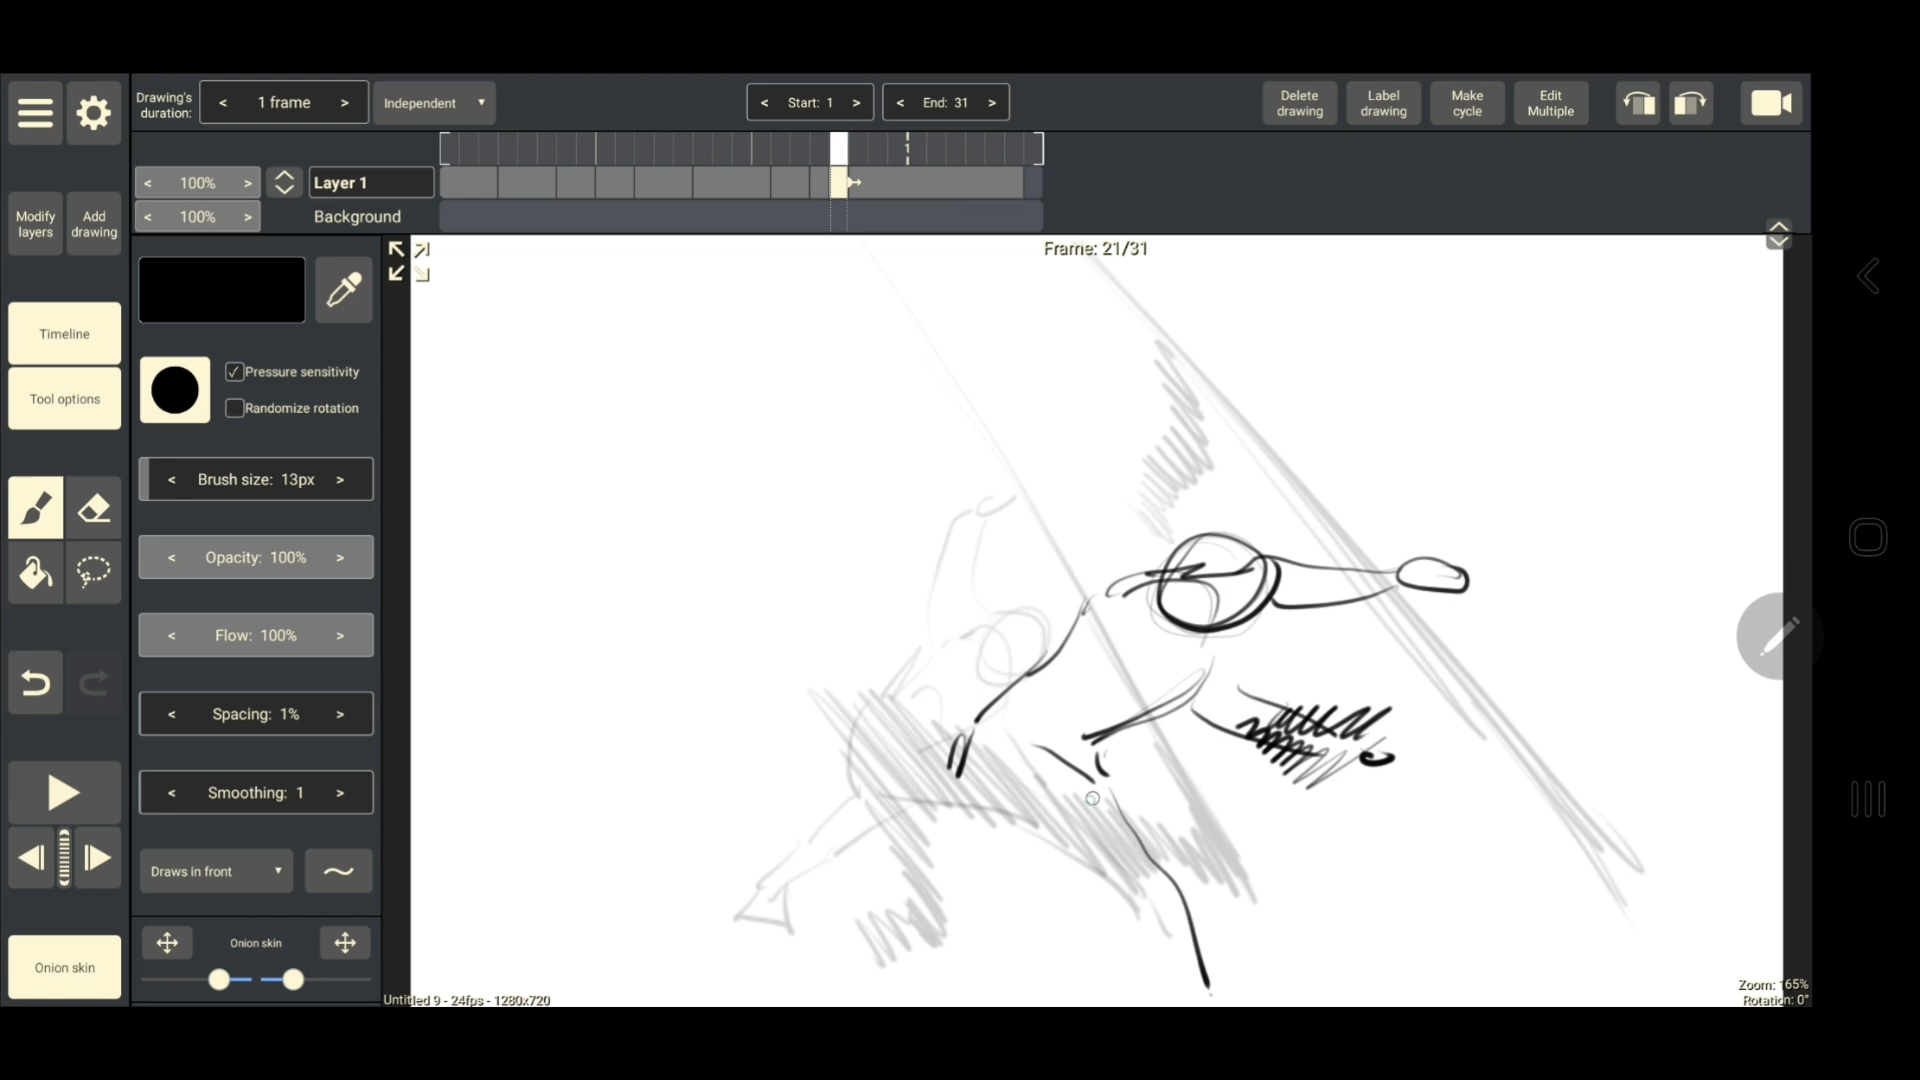 Drawing's duration:
< 1 frame >
Independent
< Start: 1 >
< End: 31 >
Delete drawing
Label drawing
Make cycle
Edit Multiple
1
< 100% >
Layer 1
< 100% >
Background
Modify layers
Add drawing
Frame: 21/31
Timeline
Tool options
Pressure sensitivity
Randomize rotation
< Brush size: 13px >
< Opacity: 100% >
< Flow: 100% >
< Spacing: 1% >
< Smoothing: 1 >
Draws in front
Onion skin
Onion skin
Untitled 9 - 24fps - 1280x720
Zoom: 165%
Rotation: 0°